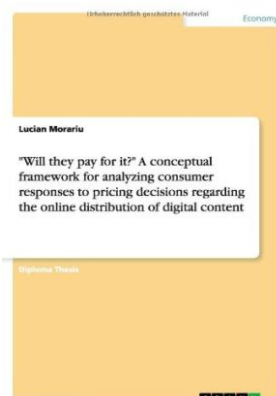 Urheberrechtlich geschütztes Material
Economy
Lucian Morariu
"Will they pay for it?" A conceptual
framework for analyzing consumer
responses to pricing decisions regarding
the online distribution of digital content
Diploma Thesis